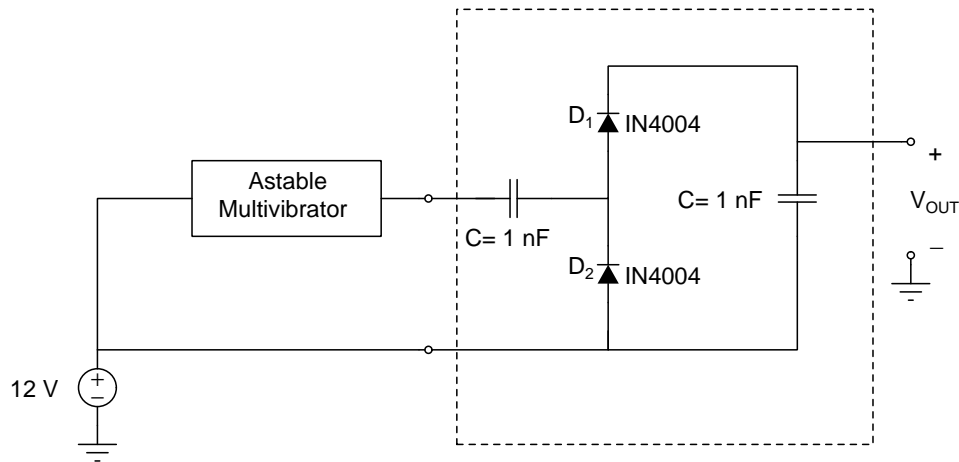 D1
IN4004
Astable
Multivibrator
C= 1 nF
C= 1 nF
+
VOUT
−
D2
IN4004
12 V
+
−